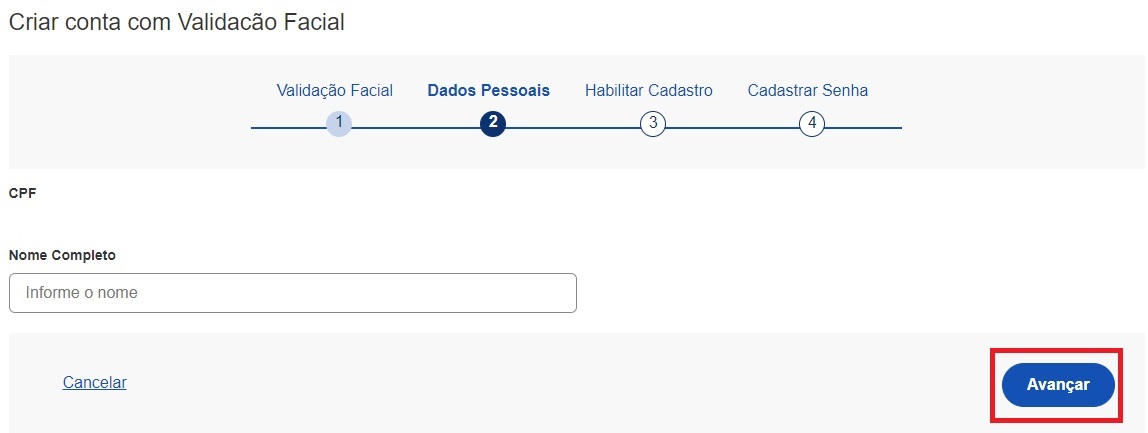 Criar conta com Validacão Facial
Validação Facial Dados Pessoais Habilitar Cadastro Cadastrar Senha
1 2 3 4
CPF
Nome Completo
Informe o nome
Cancelar Avançar